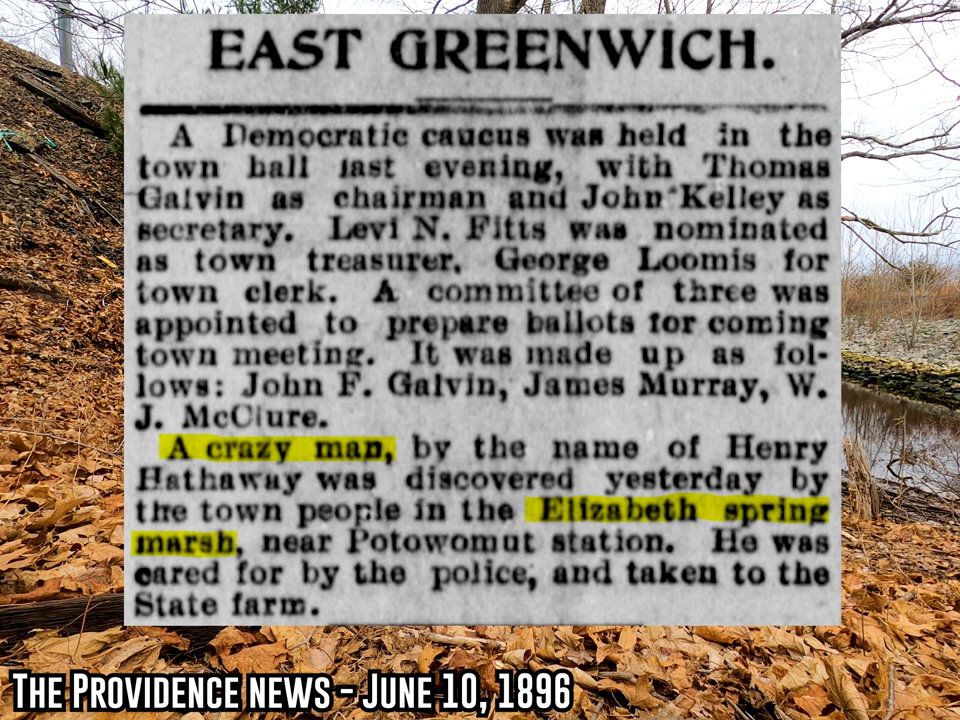 EAST GREENWICH.
A Democratic caucus was held in the
town hall last evening, with Thomas
Galvin as chairman and John Kelley as
secretary. Levi N. Fitts was nominated
as town treasurer, George Loomis for
town clerk. A committee of three was
appointed to prepare ballots for coming
town meeting. It was made up as fol-
lows: John F. Galvin, James Murray, W.
J. McClure.
A crazy man, by the name of Henry
Hathaway was discovered yesterday by
the town people in the Elizabeth spring
marsh, near Potowomut station. He was
cared for by the police, and taken to the
State farm.
The Providence news - June 10, 1896